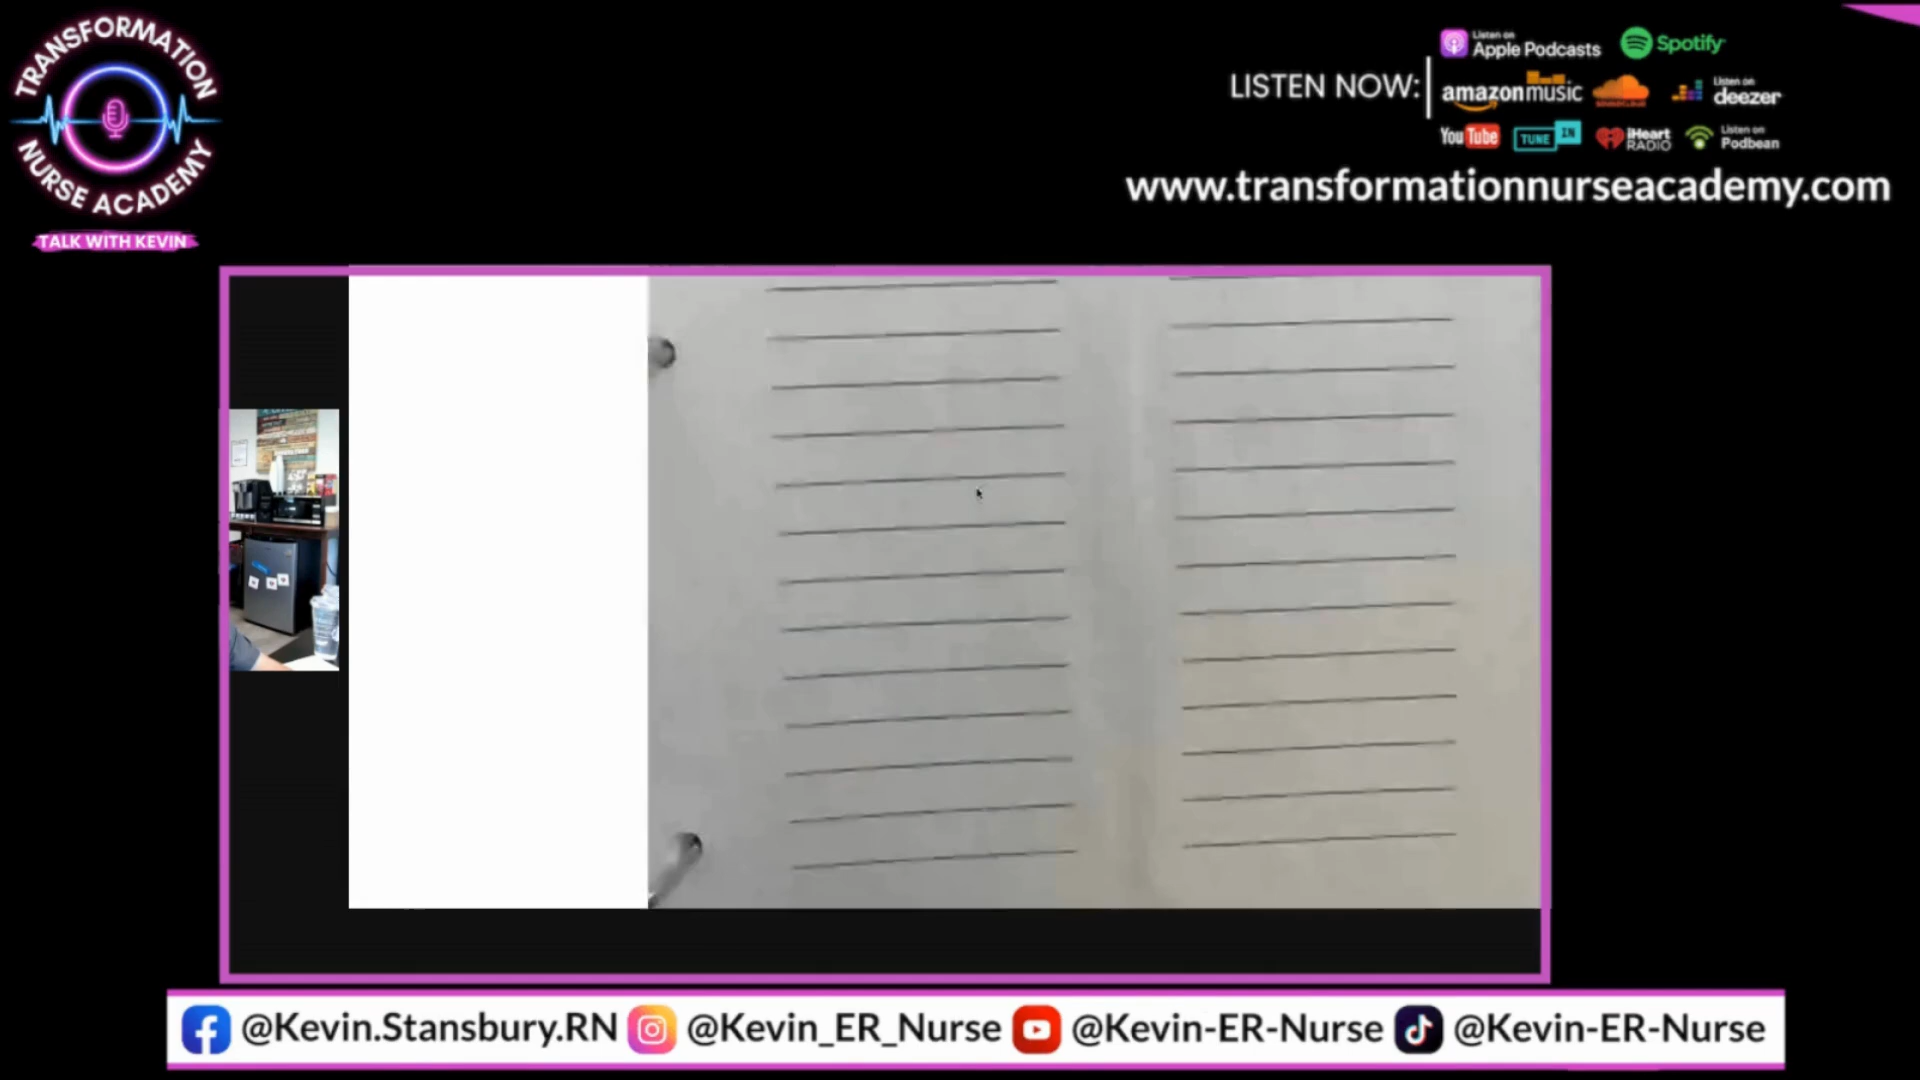 TRANSFORMATION
NURSE ACADEMY
TALK WITH KEVIN
LISTEN NOW:
Listen on
Apple Podcasts
Spotify
amazon music
SOUNDCLOUD
Listen on
deezer
YouTube
TUNE IN
iHeart
RADIO
Listen on
Podbean
www.transformationnurseacademy.com
@Kevin.Stansbury.RN
@Kevin_ER_Nurse
@Kevin-ER-Nurse
@Kevin-ER-Nurse